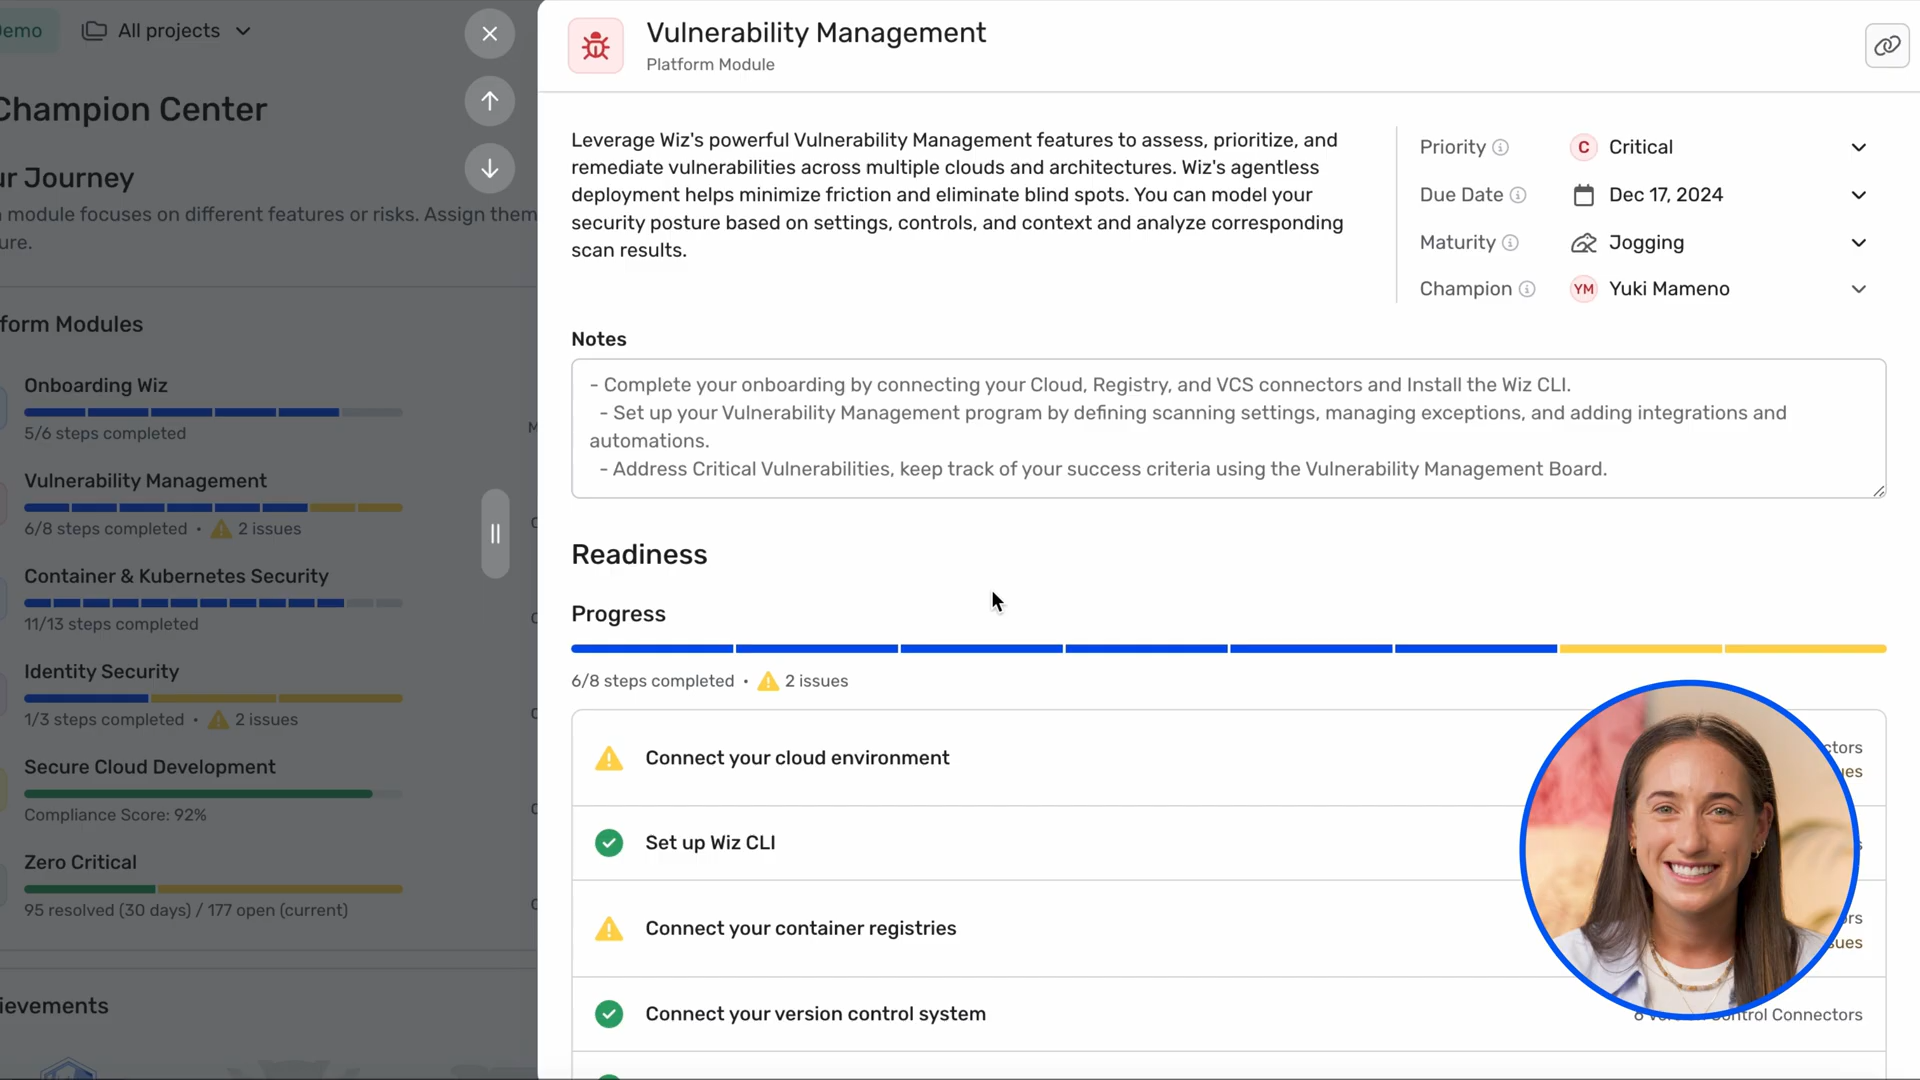 Demo
All projects
Champion Center
ur Journey
module focuses on different features or risks. Assign them
ure.
form Modules
Onboarding Wiz
5/6 steps completed
Vulnerability Management
6/8 steps completed • 2 issues
Container & Kubernetes Security
11/13 steps completed
Identity Security
1/3 steps completed • 2 issues
Secure Cloud Development
Compliance Score: 92%
Zero Critical
95 resolved (30 days) / 177 open (current)
ievements
Vulnerability Management
Platform Module
Leverage Wiz's powerful Vulnerability Management features to assess, prioritize, and
remediate vulnerabilities across multiple clouds and architectures. Wiz's agentless
deployment helps minimize friction and eliminate blind spots. You can model your
security posture based on settings, controls, and context and analyze corresponding
scan results.
Priority C Critical
Due Date Dec 17, 2024
Maturity Jogging
Champion YM Yuki Mameno
Notes
- Complete your onboarding by connecting your Cloud, Registry, and VCS connectors and Install the Wiz CLI.
- Set up your Vulnerability Management program by defining scanning settings, managing exceptions, and adding integrations and
automations.
- Address Critical Vulnerabilities, keep track of your success criteria using the Vulnerability Management Board.
Readiness
Progress
6/8 steps completed • 2 issues
Connect your cloud environment
ctors
ues
Set up Wiz CLI
Connect your container registries
ors
sues
Connect your version control system
ntrol Connectors